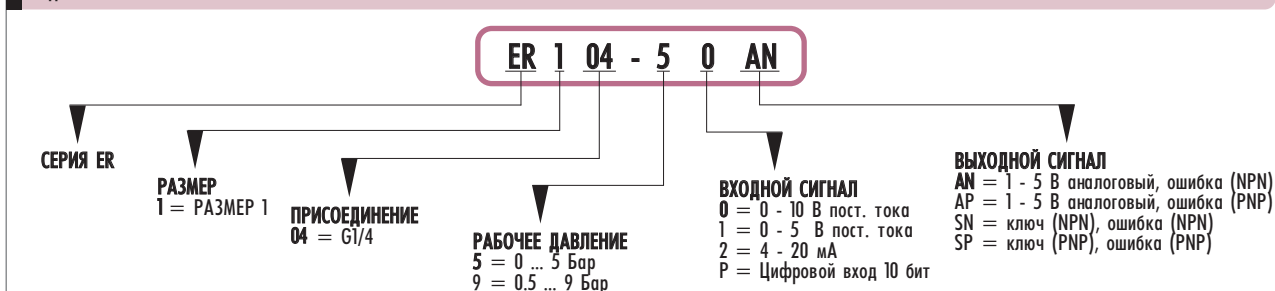 ER 1 04 - 5 0 AN
СЕРИЯ ER
РАЗМЕР
1 = РАЗМЕР 1
ПРИСОЕДИНЕНИЕ
04 = G1/4
РАБОЧЕЕ ДАВЛЕНИЕ
5 = 0 ... 5 Бар
9 = 0.5 ... 9 Бар
ВХОДНОЙ СИГНАЛ
0 = 0 - 10 В пост. тока
1 = 0 - 5 В пост. тока
2 = 4 - 20 мА
P = Цифровой вход 10 бит
ВЫХОДНОЙ СИГНАЛ
AN = 1 - 5 В аналоговый, ошибка (NPN)
AP = 1 - 5 В аналоговый, ошибка (PNP)
SN = ключ (NPN), ошибка (NPN)
SP = ключ (PNP), ошибка (PNP)